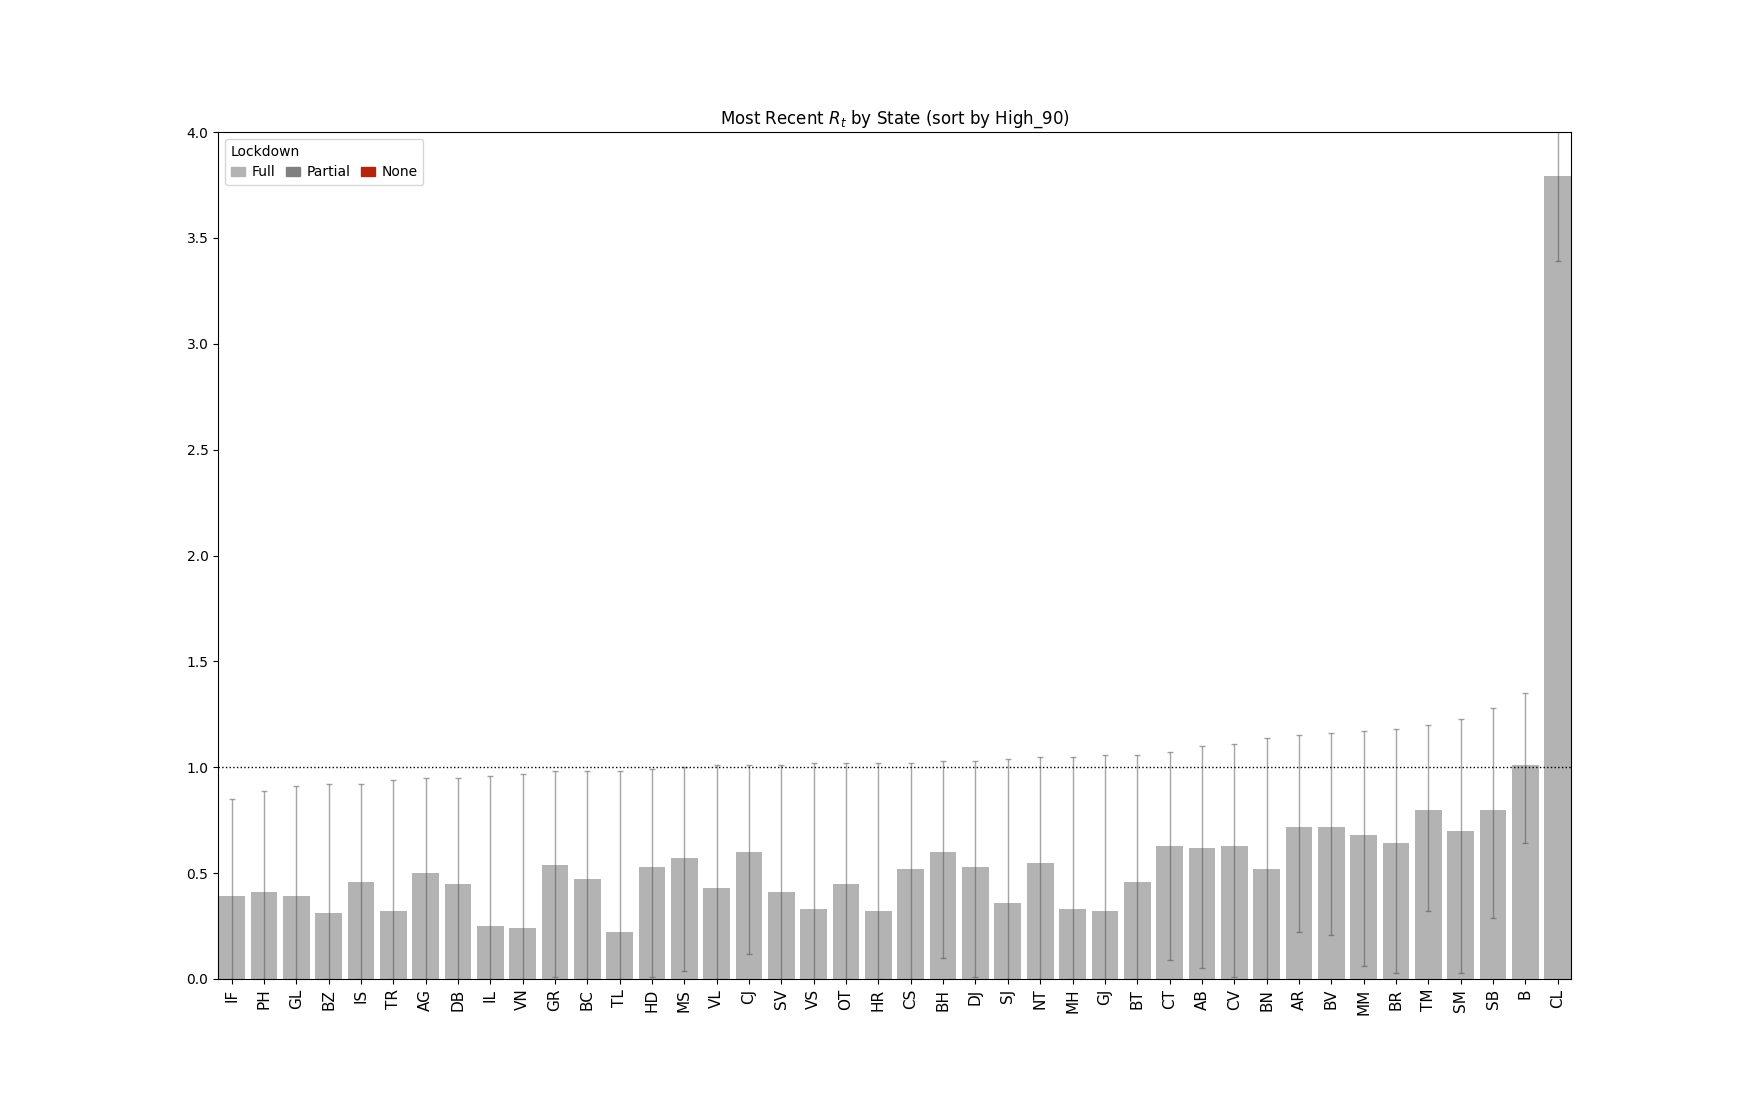 Most Recent R_t by State (sort by High_90)
Lockdown
Full Partial None
4.0
3.5
3.0
2.5
2.0
1.5
1.0
0.5
0.0
IF PH GL BZ IS TR AG DB IL VN GR BC TL HD MS VL CJ SV VS OT HR CS BH DJ SJ NT MH GJ BT CT AB CV BN AR BV MM BR TM SM SB B CL